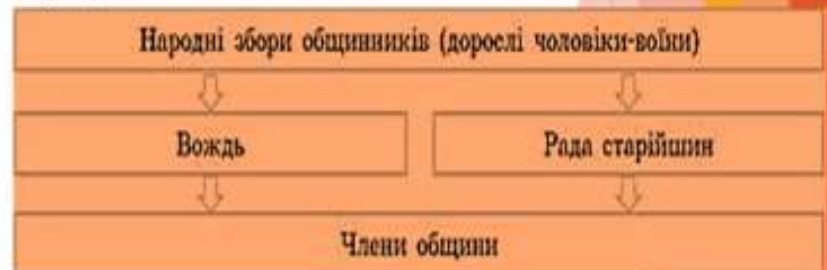 Народні збори общинників (дорослі чоловіки-воїни)
Вождь
Рада старійшин
Члени общини